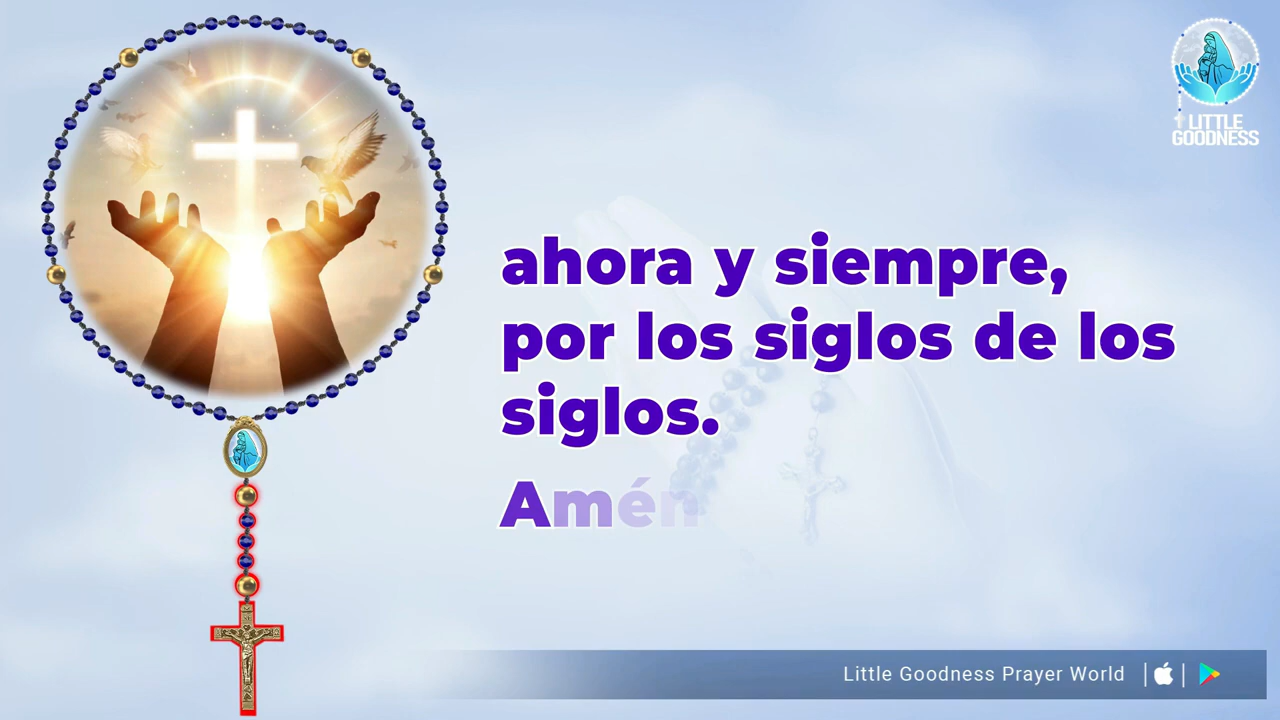 LITTLE
GOODNESS
ahora y siempre,
por los siglos de los
siglos.
Amén
Little Goodness Prayer World